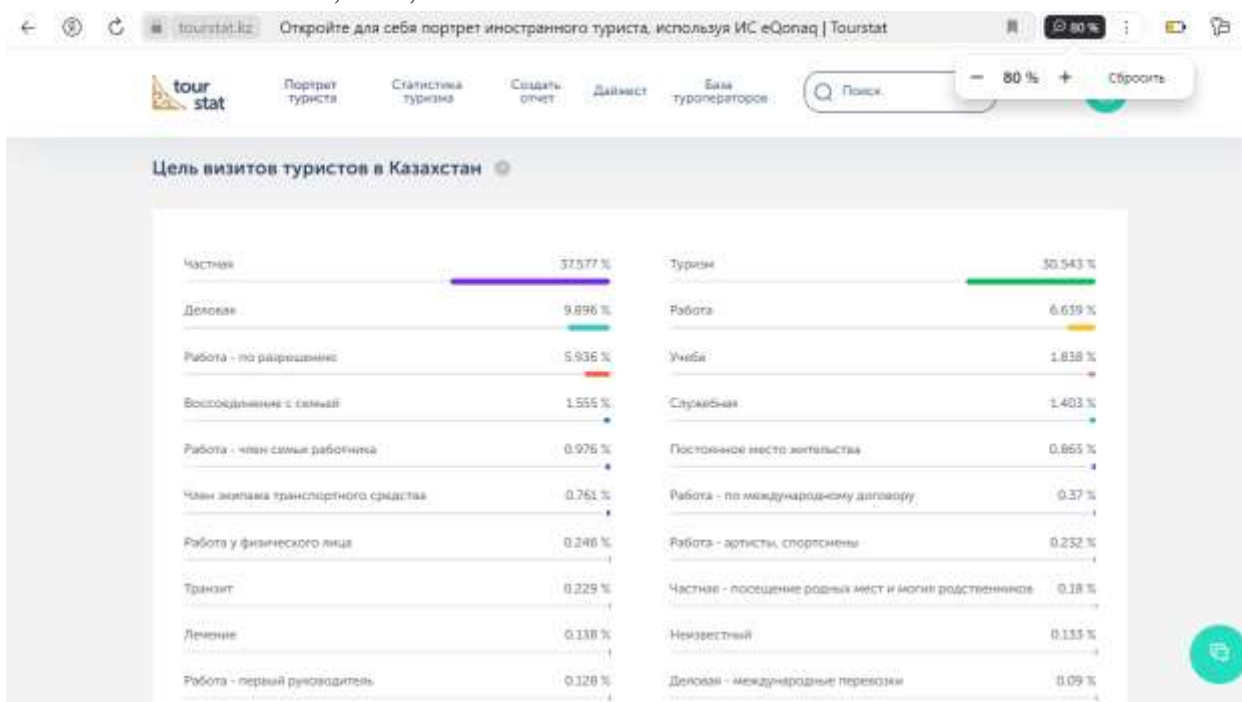 tourstat.kz Откройте для себя портрет иностранного туриста, используя ИС eQonaq | Tourstat 80 %
tour stat
Портрет туриста
Статистика туризма
Создать отчет
Дайжест
База туроператоров
Поиск
− 80 % + Сбросить
Цель визитов туристов в Казахстан
Частная 37.577 % Туризм 30.543 %
Деловая 9.896 % Работа 6.639 %
Работа - по разрешению 5.936 % Учеба 1.838 %
Воссоединение с семьей 1.555 % Служебная 1.403 %
Работа - член семьи работника 0.976 % Постоянное место жительства 0.865 %
Член экипажа транспортного средства 0.761 % Работа - по международному договору 0.37 %
Работа у физического лица 0.246 % Работа - артисты, спортсмены 0.232 %
Транзит 0.229 % Частная - посещение родных мест и могил родственников 0.18 %
Лечение 0.138 % Неизвестный 0.133 %
Работа - первый руководитель 0.128 % Деловая - международные перевозки 0.09 %